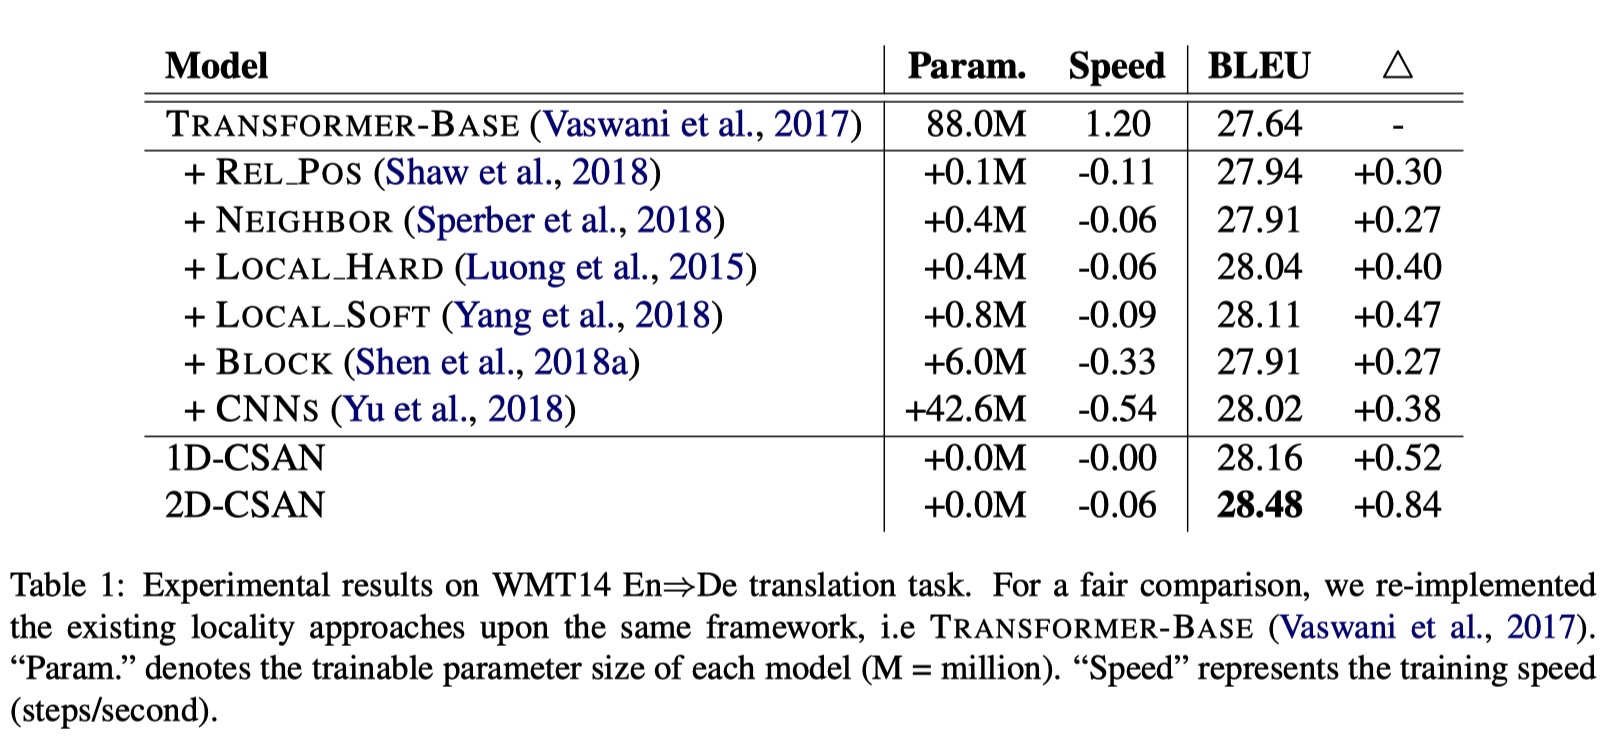 Model Param. Speed BLEU △
TRANSFORMER-BASE (Vaswani et al., 2017) 88.0M 1.20 27.64 -
+ REL_POS (Shaw et al., 2018) +0.1M -0.11 27.94 +0.30
+ NEIGHBOR (Sperber et al., 2018) +0.4M -0.06 27.91 +0.27
+ LOCAL_HARD (Luong et al., 2015) +0.4M -0.06 28.04 +0.40
+ LOCAL_SOFT (Yang et al., 2018) +0.8M -0.09 28.11 +0.47
+ BLOCK (Shen et al., 2018a) +6.0M -0.33 27.91 +0.27
+ CNNS (Yu et al., 2018) +42.6M -0.54 28.02 +0.38
1D-CSAN +0.0M -0.00 28.16 +0.52
2D-CSAN +0.0M -0.06 28.48 +0.84
Table 1: Experimental results on WMT14 En⇒De translation task. For a fair comparison, we re-implemented
the existing locality approaches upon the same framework, i.e TRANSFORMER-BASE (Vaswani et al., 2017).
“Param.” denotes the trainable parameter size of each model (M = million). “Speed” represents the training speed
(steps/second).